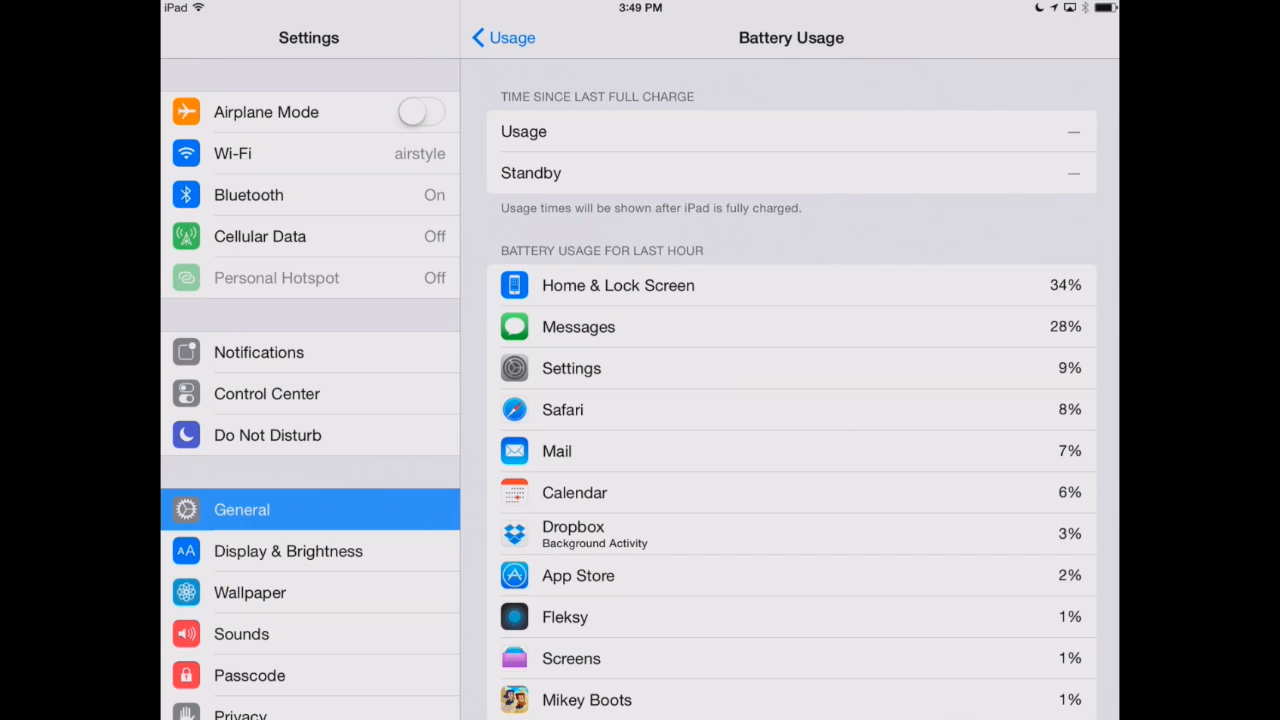 iPad
3:49 PM
Settings
Airplane Mode
Wi-Fi airstyle
Bluetooth On
Cellular Data Off
Personal Hotspot Off
Notifications
Control Center
Do Not Disturb
General
AA Display & Brightness
Wallpaper
Sounds
Passcode
Privacy
Usage
Battery Usage
TIME SINCE LAST FULL CHARGE
Usage —
Standby —
Usage times will be shown after iPad is fully charged.
BATTERY USAGE FOR LAST HOUR
Home & Lock Screen 34%
Messages 28%
Settings 9%
Safari 8%
Mail 7%
Calendar 6%
Dropbox 3%
Background Activity
App Store 2%
Fleksy 1%
Screens 1%
Mikey Boots 1%